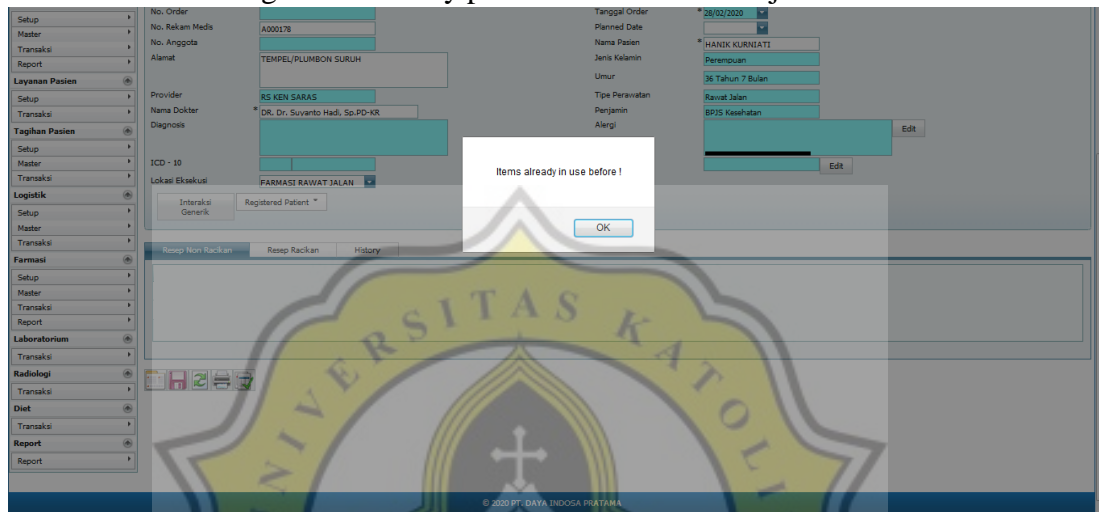 No. Order
Tanggal Order * 28/02/2020
No. Rekam Medis A000178
Planned Date
No. Anggota
Nama Pasien * HANIK KURNIATI
Alamat TEMPEL/PLUMBON SURUH
Jenis Kelamin Perempuan
Umur 36 Tahun 7 Bulan
Provider RS KEN SARAS
Tipe Perawatan Rawat Jalan
Nama Dokter * DR. Dr. Suyanto Hadi, Sp.PD-KR
Penjamin BPJS Kesehatan
Diagnosis
Alergi
Edit
ICD - 10
Edit
Lokasi Eksekusi FARMASI RAWAT JALAN
Items already in use before !
OK
Interaksi Generik
Registered Patient
Resep Non Racikan
Resep Racikan
History
Setup
Master
Transaksi
Report
Layanan Pasien
Setup
Transaksi
Tagihan Pasien
Setup
Master
Transaksi
Logistik
Setup
Master
Transaksi
Farmasi
Setup
Master
Transaksi
Report
Laboratorium
Transaksi
Radiologi
Transaksi
Diet
Transaksi
Report
Report
UNIVERSITAS KATOLI
© 2020 PT. DAYA INDOSA PRATAMA